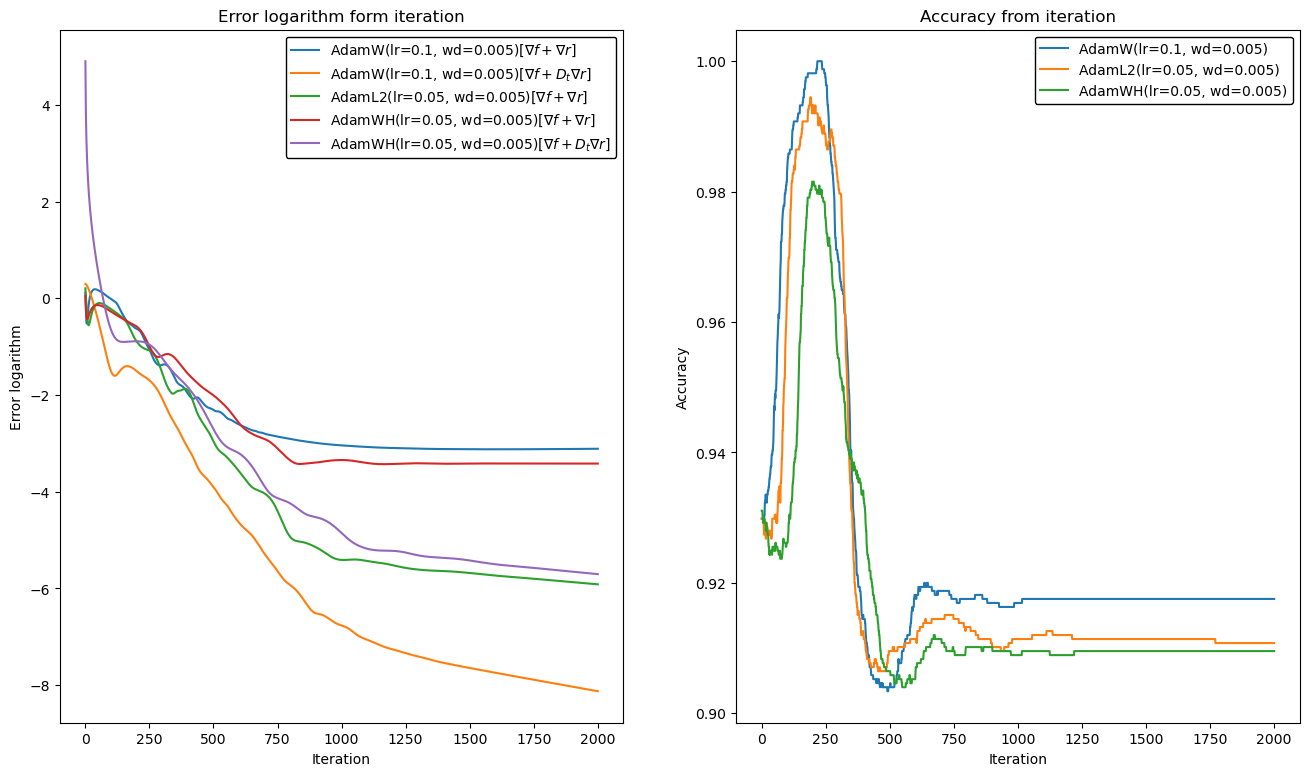 Error logarithm form iteration
AdamW(lr=0.1, wd=0.005)[∇f + ∇r]
AdamW(lr=0.1, wd=0.005)[∇f + D_t∇r]
AdamL2(lr=0.05, wd=0.005)[∇f + ∇r]
AdamWH(lr=0.05, wd=0.005)[∇f + ∇r]
AdamWH(lr=0.05, wd=0.005)[∇f + D_t∇r]
4
2
0
−2
−4
−6
−8
Error logarithm
0 250 500 750 1000 1250 1500 1750 2000
Iteration
Accuracy from iteration
AdamW(lr=0.1, wd=0.005)
AdamL2(lr=0.05, wd=0.005)
AdamWH(lr=0.05, wd=0.005)
1.00
0.98
0.96
0.94
0.92
0.90
Accuracy
0 250 500 750 1000 1250 1500 1750 2000
Iteration